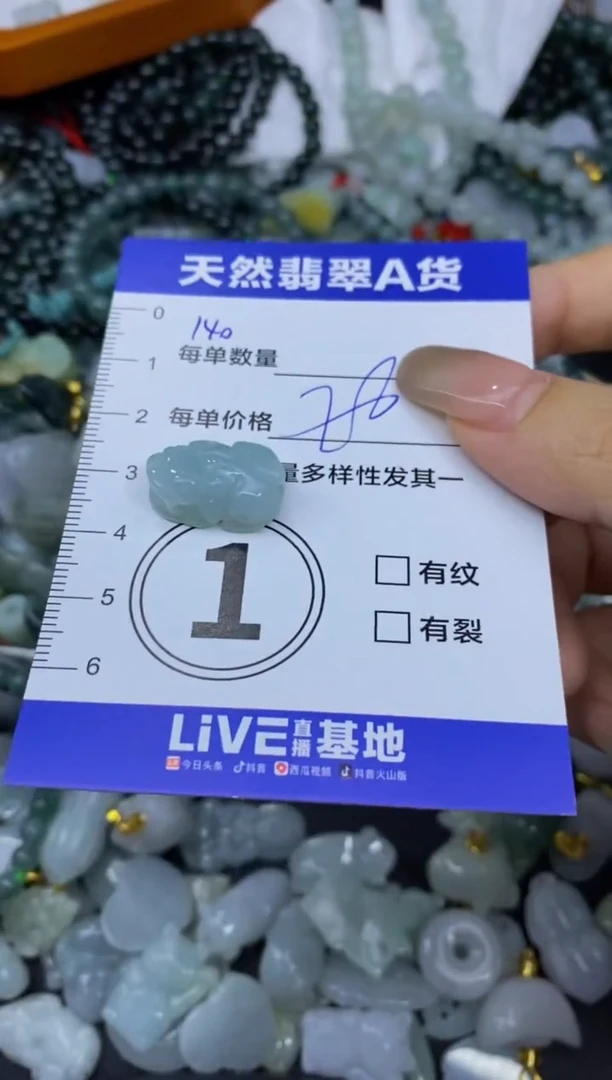 天然翡翠A货
0
140
1
每单数量
2
每单价格 78
3
量多样性发其一
4
1
有纹
5
有裂
6
LiVE直播基地
今日头条 抖音 西瓜视频 抖音火山版